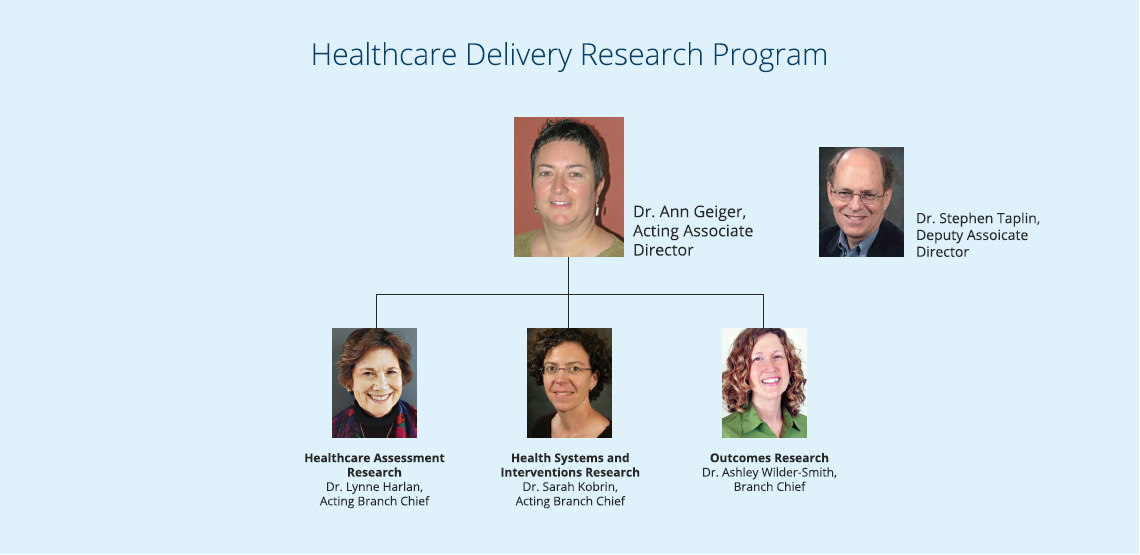 Healthcare Delivery Research Program
Dr. Ann Geiger,
Acting Associate
Director
Dr. Stephen Taplin,
Deputy Assoicate
Director
Healthcare Assessment
Research
Dr. Lynne Harlan,
Acting Branch Chief
Health Systems and
Interventions Research
Dr. Sarah Kobrin,
Acting Branch Chief
Outcomes Research
Dr. Ashley Wilder-Smith,
Branch Chief